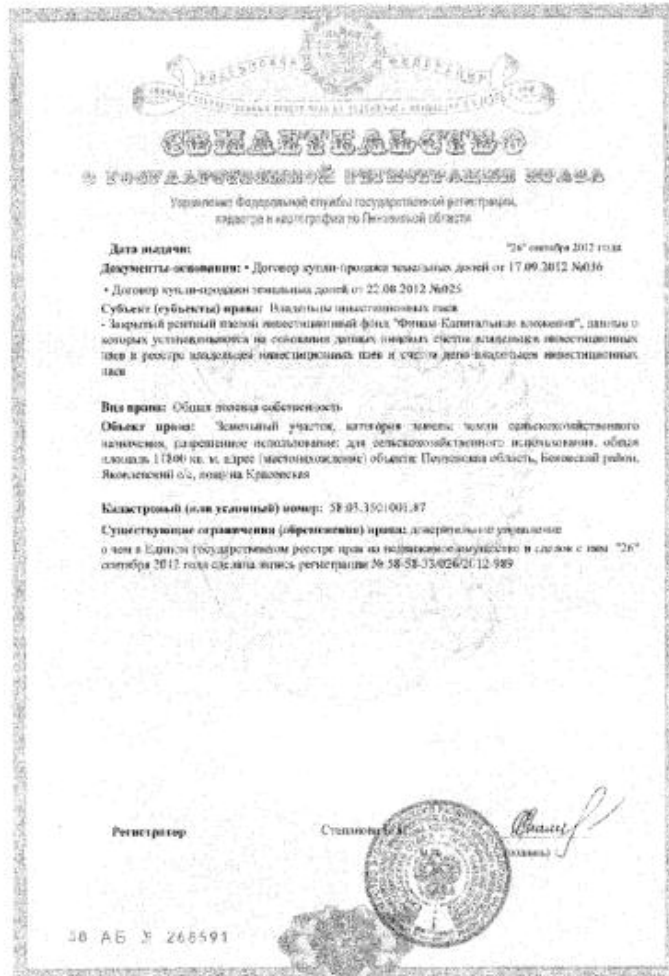 РОССИЙСКАЯ ФЕДЕРАЦИЯ
СВИДЕТЕЛЬСТВО
О ГОСУДАРСТВЕННОЙ РЕГИСТРАЦИИ ПРАВА
Управление Федеральной службы государственной регистрации,
кадастра и картографии по Пензенской области
Дата выдачи: "26" сентября 2012 года
Документы-основания: • Договор купли-продажи земельных долей от 17.09.2012 №036
• Договор купли-продажи земельных долей от 22.08.2012 №025
Субъект (субъекты) права: Владельцы инвестиционных паев
- Закрытый рентный паевой инвестиционный фонд "Финам Капитальные вложения", данные о
которых устанавливаются на основании данных лицевых счетов владельцев инвестиционных
паев в реестре владельцев инвестиционных паев и счетов депо владельцев инвестиционных
паев
Вид права: Общая долевая собственность
Объект права: Земельный участок, категория земель: земли сельскохозяйственного
назначения, разрешенное использование: для сельскохозяйственного использования, общая
площадь 11800 кв. м, адрес (местонахождение) объекта: Пензенская область, Бековский район,
Яковлевский с/с,
Кадастровый (или условный) номер: 58:03:3501001:87
Существующие ограничения (обременения) права: доверительное управление
о чем в Едином государственном реестре прав на недвижимое имущество и сделок с ним "26"
сентября 2012 года сделана запись регистрации № 58-58-33/026/2012-989
Регистратор
(подпись)
58 АБ № 268591